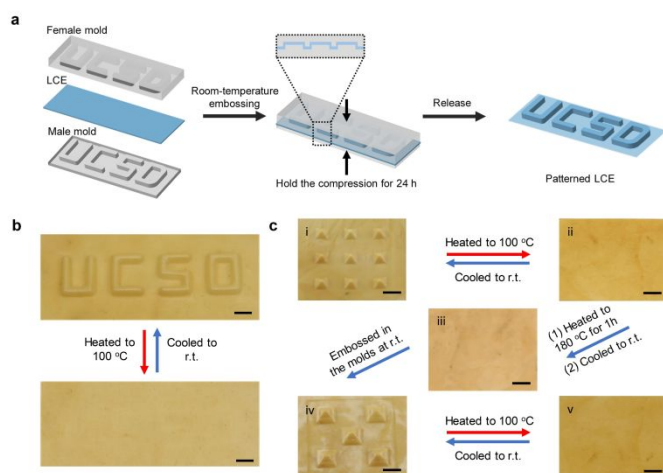 a
Female mold
LCE
Male mold
UCSD
Room-temperature
embossing
Hold the compression for 24 h
Release
UCSD
Patterned LCE
b
UCSD
Heated to
100 °C
Cooled to
r.t.
c
i
Heated to 100 °C
Cooled to r.t.
ii
iii
(1) Heated to
180 °C for 1h
(2) Cooled to r.t.
Embossed in
the molds at r.t.
iv
Heated to 100 °C
Cooled to r.t.
v